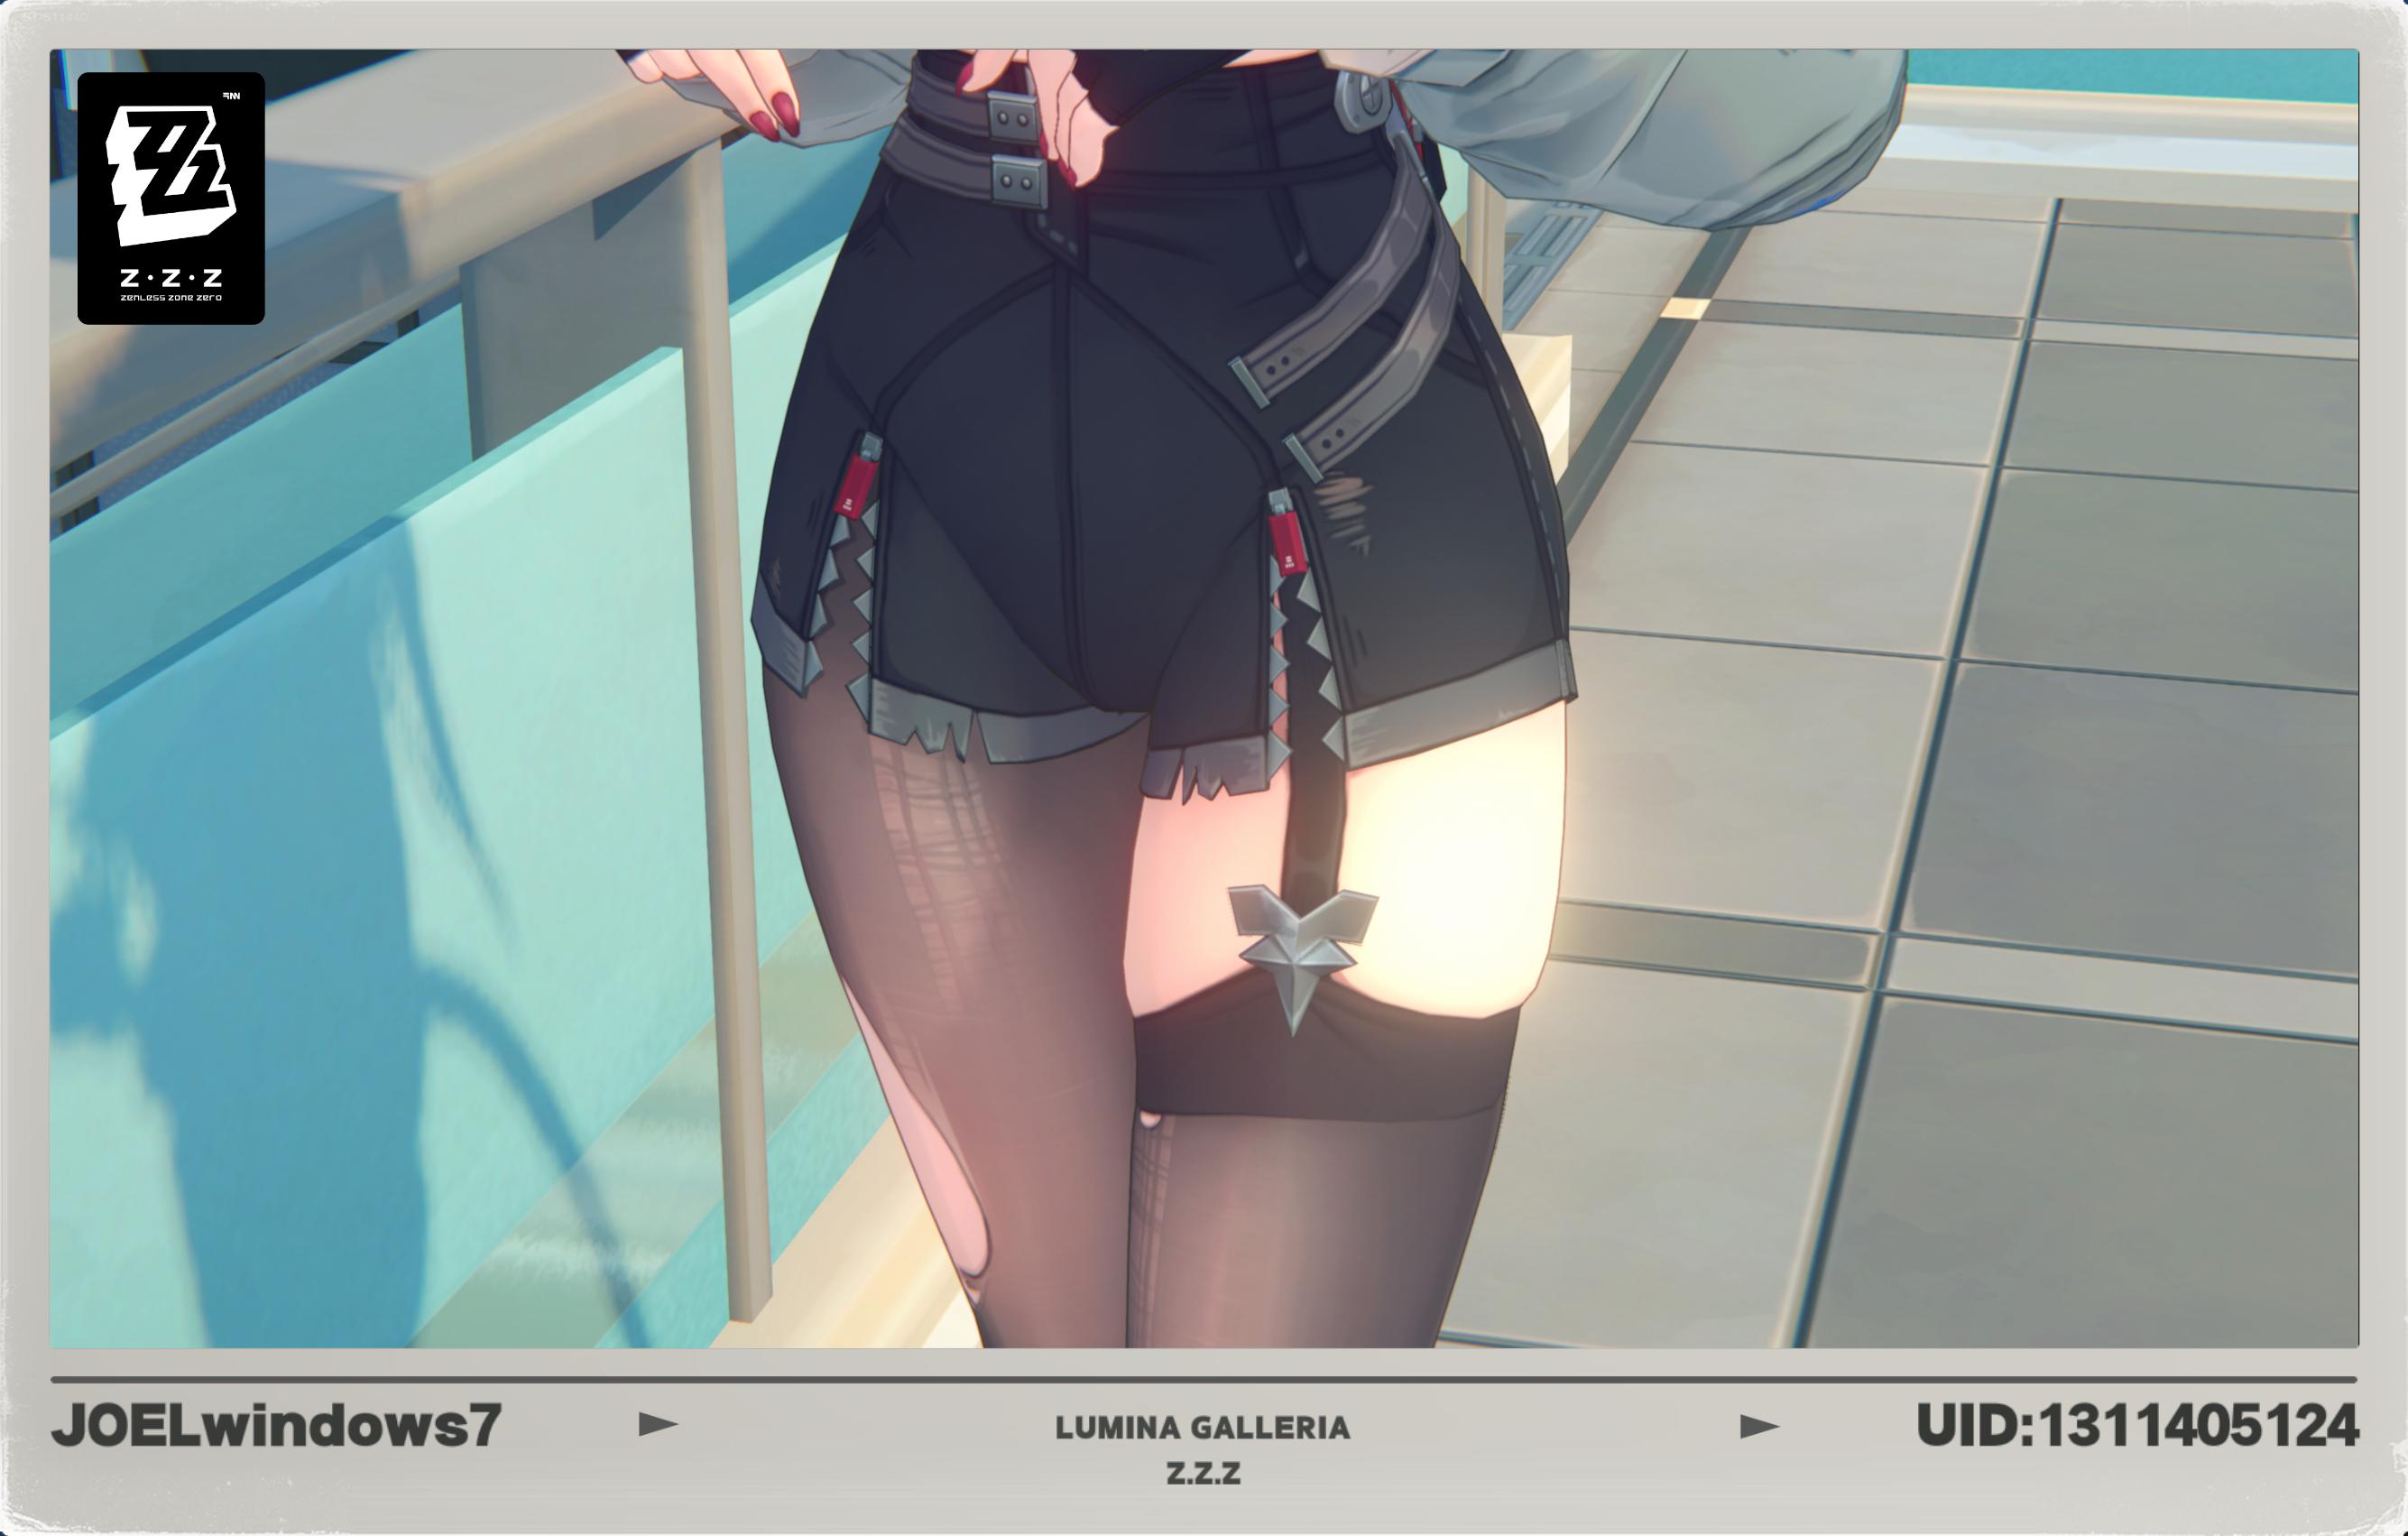 Z·Z·Z
ZENLESS ZONE ZERO
JOELwindows7
LUMINA GALLERIA
Z.Z.Z
UID:1311405124